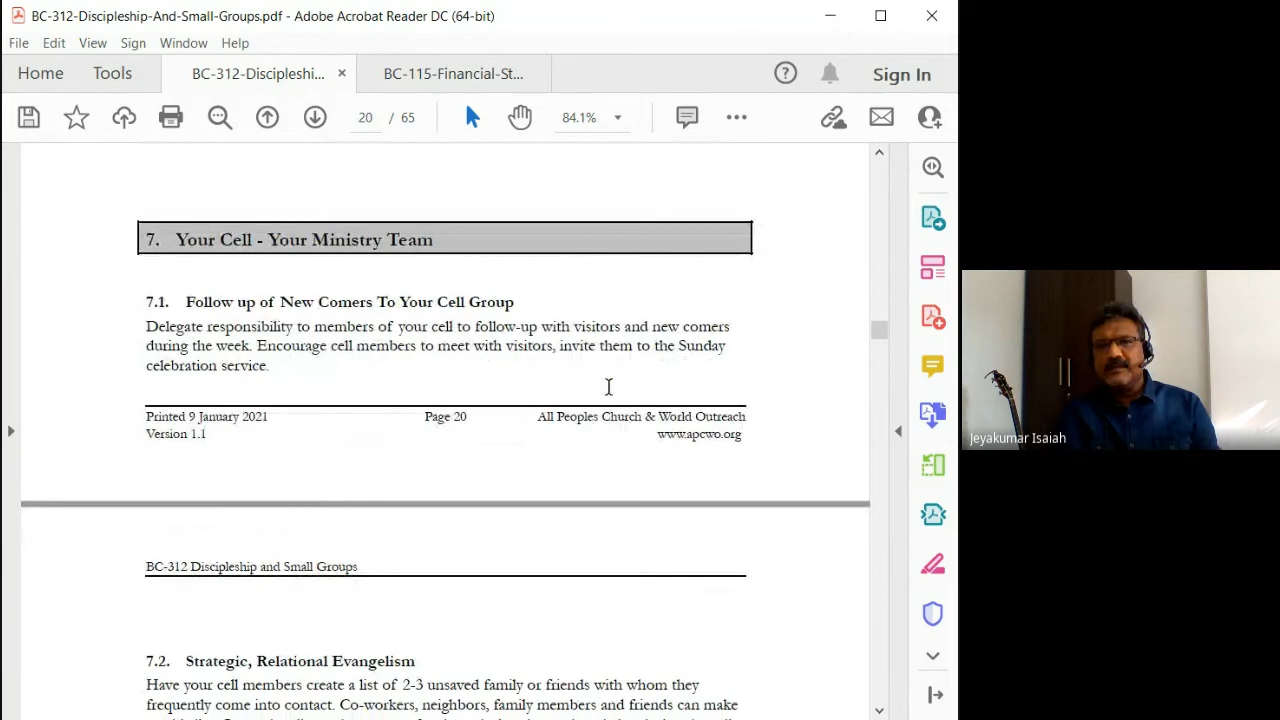 BC-312-Discipleship-And-Small-Groups.pdf - Adobe Acrobat Reader DC (64-bit)
File Edit View Sign Window Help
Home Tools BC-312-Discipleshi... × BC-115-Financial-St... ? Sign In
20 / 65 84.1%
7. Your Cell - Your Ministry Team
7.1. Follow up of New Comers To Your Cell Group
Delegate responsibility to members of your cell to follow-up with visitors and new comers
during the week. Encourage cell members to meet with visitors, invite them to the Sunday
celebration service.
Printed 9 January 2021 Page 20 All Peoples Church & World Outreach
Version 1.1 www.apcwo.org
BC-312 Discipleship and Small Groups
7.2. Strategic, Relational Evangelism
Have your cell members create a list of 2-3 unsaved family or friends with whom they
frequently come into contact. Co-workers, neighbors, family members and friends can make
Jeyakumar Isaiah